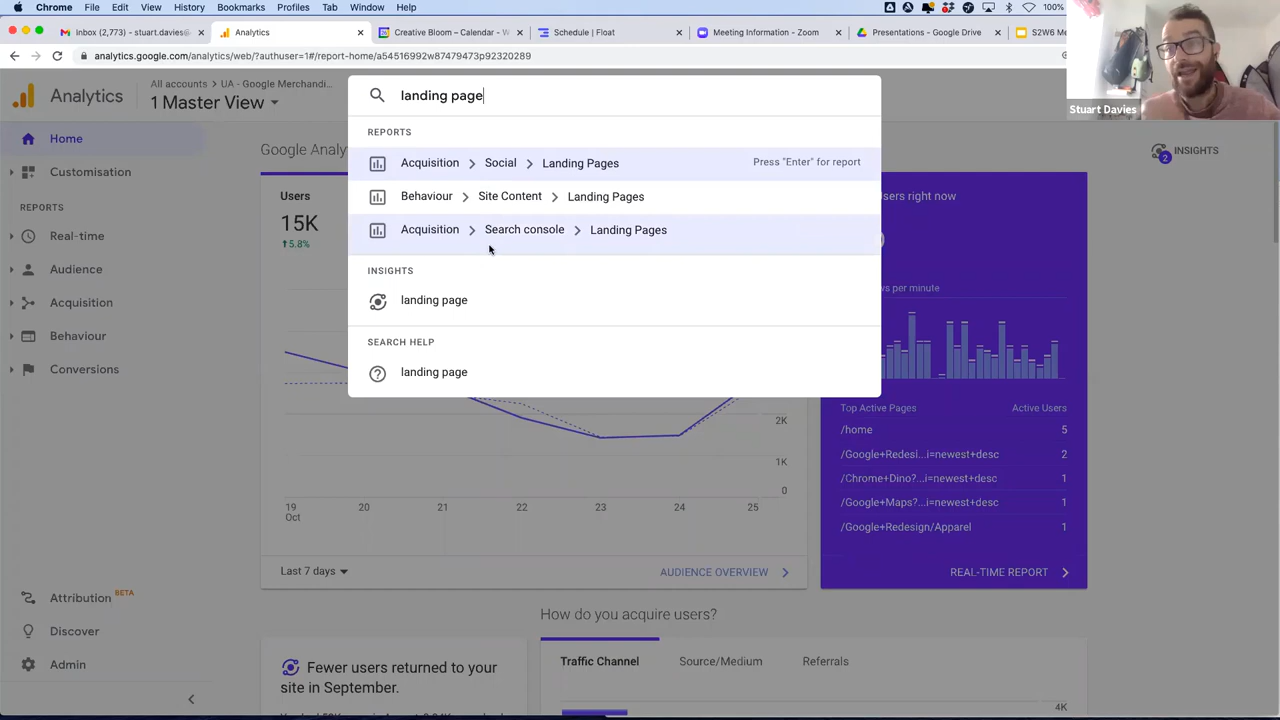 Chrome File Edit View History Bookmarks Profiles Tab Window Help 100%
Inbox (2,773) – stuart.davies@ Analytics Creative Bloom – Calendar – W Schedule | Float Meeting Information - Zoom Presentations - Google Drive S2W6 Me
analytics.google.com/analytics/web/?authuser=1#/report-home/a54516992w87479473p92320289
Stuart Davies
Analytics
All accounts > UA - Google Merchandi...
1 Master View
landing page
REPORTS
Acquisition > Social > Landing Pages Press "Enter" for report
Behaviour > Site Content > Landing Pages
Acquisition > Search console > Landing Pages
INSIGHTS
landing page
SEARCH HELP
landing page
INSIGHTS
2
Home
Customisation
REPORTS
Real-time
Audience
Acquisition
Behaviour
Conversions
Attribution BETA
Discover
Admin
Google Analy
Users
15K
5.8%
2K
1K
0
19 20 21 22 23 24 25
Oct
Last 7 days
AUDIENCE OVERVIEW
sers right now
ws per minute
Top Active Pages Active Users
/home 5
/Google+Redesi...i=newest+desc 2
/Chrome+Dino?...i=newest+desc 1
/Google+Maps?...i=newest+desc 1
/Google+Redesign/Apparel 1
REAL-TIME REPORT
How do you acquire users?
Fewer users returned to your
site in September.
Traffic Channel Source/Medium Referrals
4K